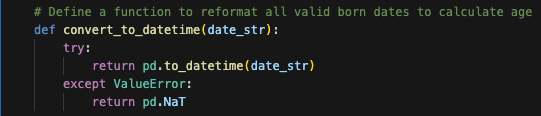 # Define a function to reformat all valid born dates to calculate age
def convert_to_datetime(date_str):
    try:
        return pd.to_datetime(date_str)
    except ValueError:
        return pd.NaT